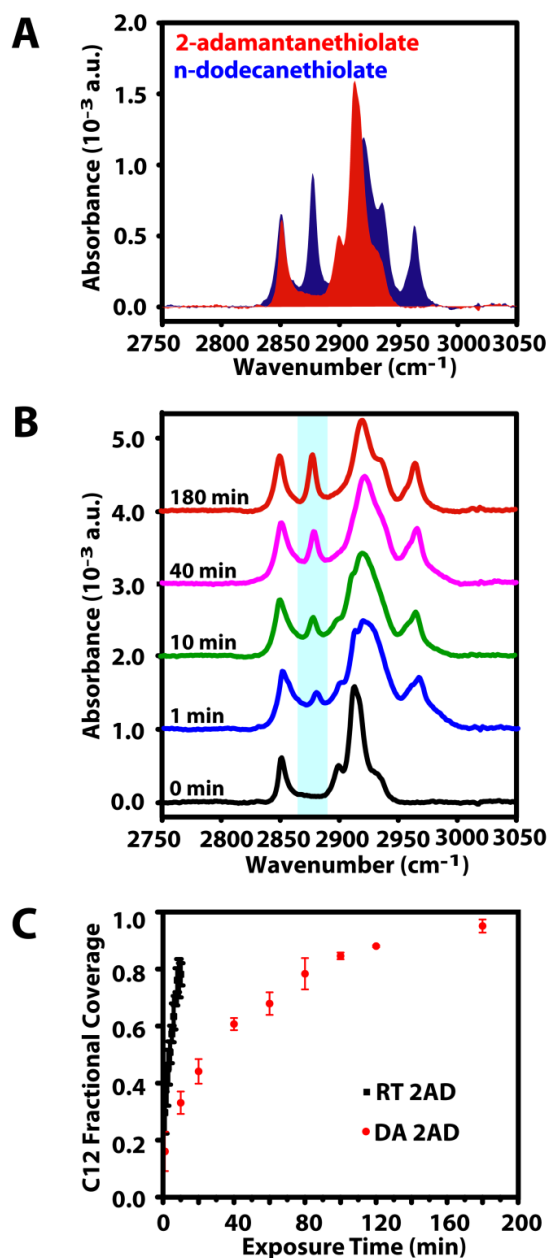 A
2-adamantanethiolate
n-dodecanethiolate
Absorbance (10⁻³ a.u.)
2.0
1.5
1.0
0.5
0.0
2750 2800 2850 2900 2950 3000 3050
Wavenumber (cm⁻¹)
B
Absorbance (10⁻³ a.u.)
5.0
4.0
3.0
2.0
1.0
0.0
180 min
40 min
10 min
1 min
0 min
2750 2800 2850 2900 2950 3000 3050
Wavenumber (cm⁻¹)
C
C12 Fractional Coverage
1.0
0.8
0.6
0.4
0.2
0.0
RT 2AD
DA 2AD
0 40 80 120 160 200
Exposure Time (min)